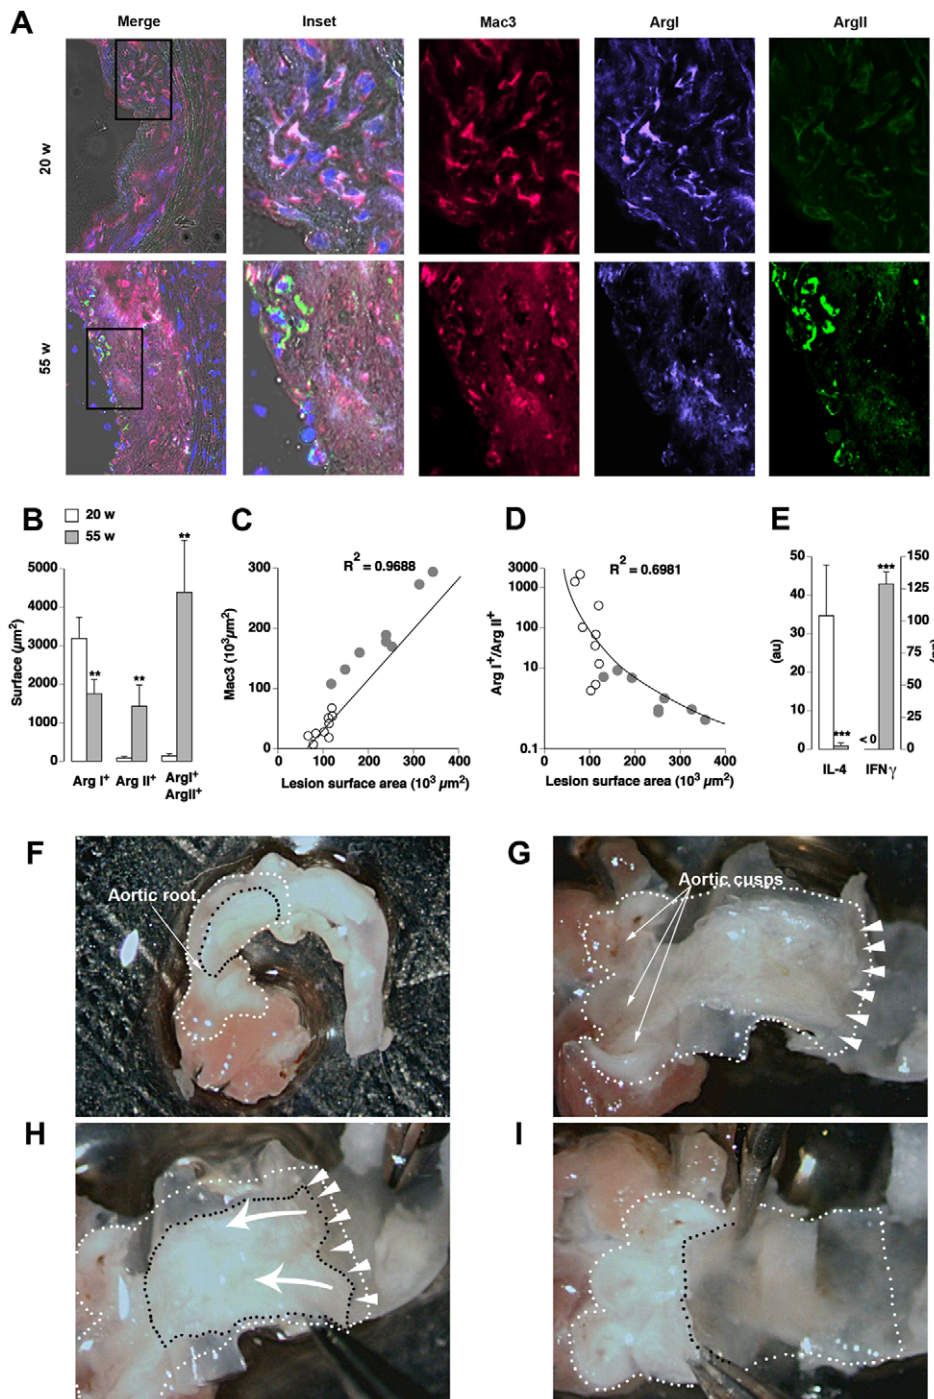 A
Merge Inset Mac3 ArgI ArgII
20 w
55 w
B
20 w
55 w
5000
4000
3000
2000
1000
0
Surface (µm²)
**
**
**
Arg I⁺ Arg II⁺ ArgI⁺
ArgII⁺
C
R² = 0.9688
300
200
100
0
Mac3 (10³µm²)
0 100 200 300 400
Lesion surface area (10³ µm²)
D
R² = 0.6981
3000
1000
100
10
1
0.1
Arg I⁺/Arg II⁺
0 100 200 300 400
Lesion surface area (10³ µm²)
E
50
40
30
20
10
0
(au)
***
< 0
***
150
125
100
75
50
25
0
IL-4 IFNγ
F
Aortic root
G
Aortic cusps
H
I